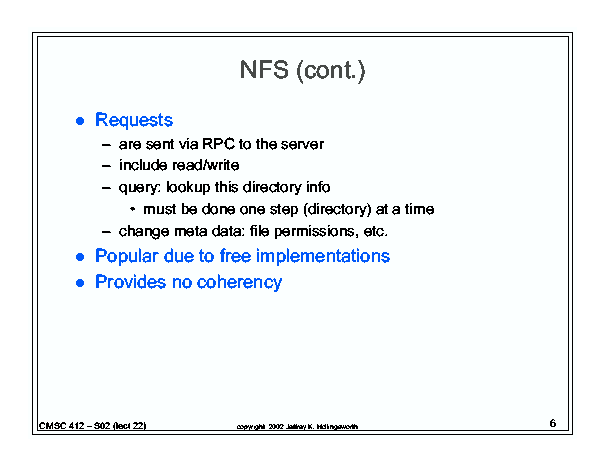 NFS (cont.)
● Requests
– are sent via RPC to the server
– include read/write
– query: lookup this directory info
• must be done one step (directory) at a time
– change meta data: file permissions, etc.
● Popular due to free implementations
● Provides no coherency
CMSC 412 – S02 (lect 22)
copyright 2002 Jeffrey K. Hollingsworth
6